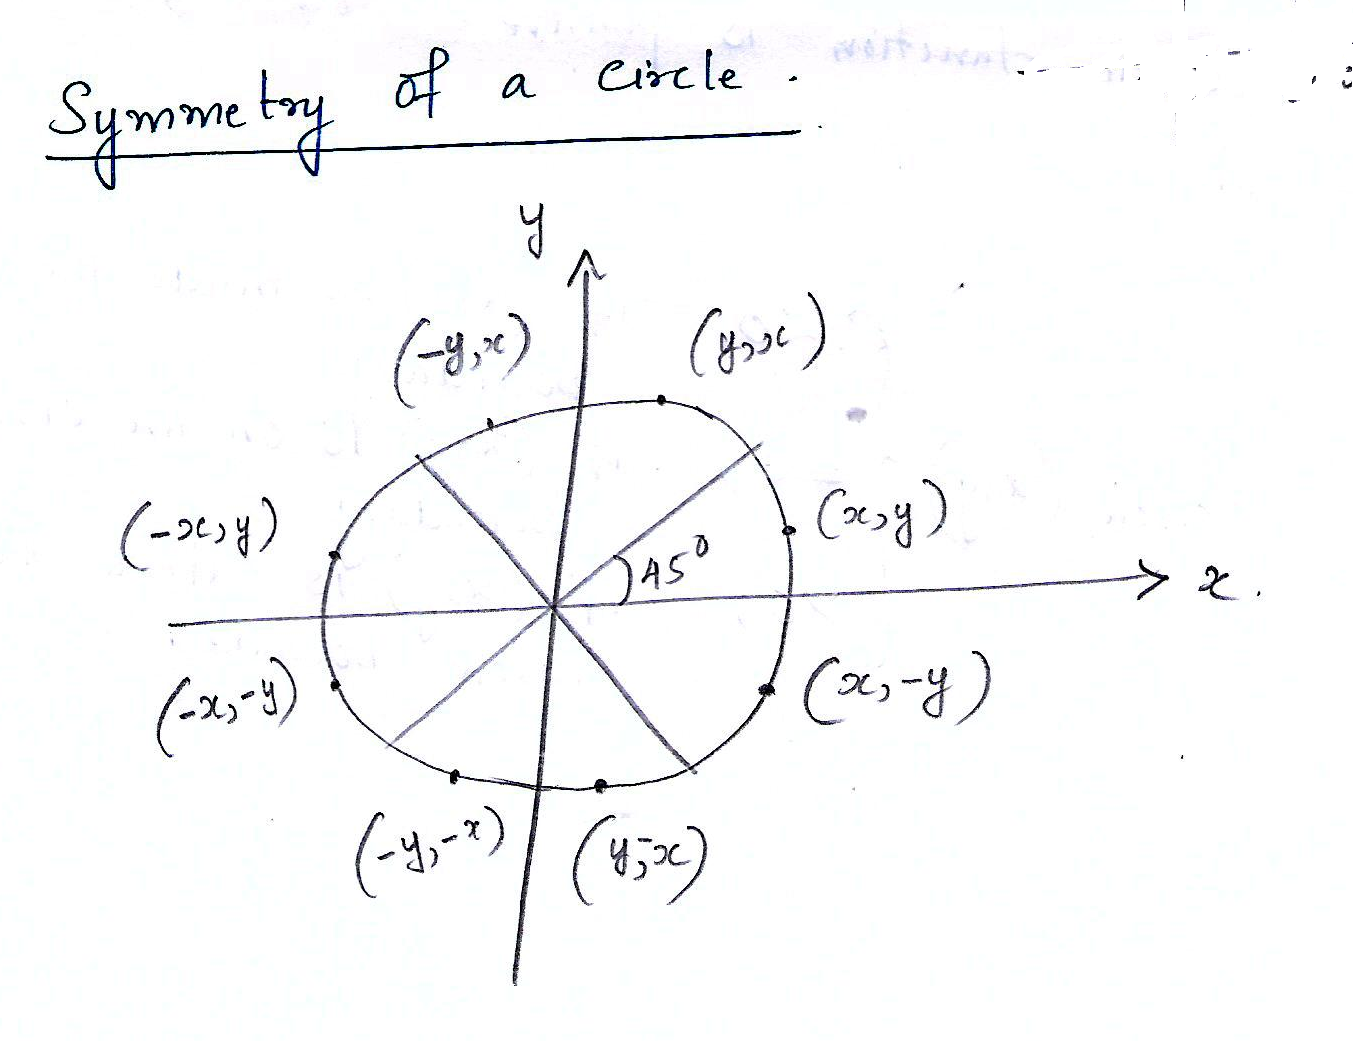 Symmetry of a circle.
y
(-y,x) (y,x)
(-x,y) (x,y)
45°
x.
(-x,-y) (x,-y)
(-y,-x) (y,-x)